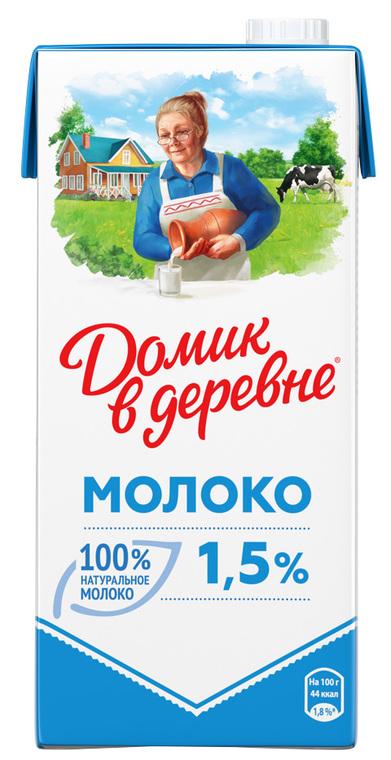 Домик
в деревне®
МОЛОКО
100%
НАТУРАЛЬНОЕ
МОЛОКО
1,5%
На 100 г
44 ккал
1,8%*